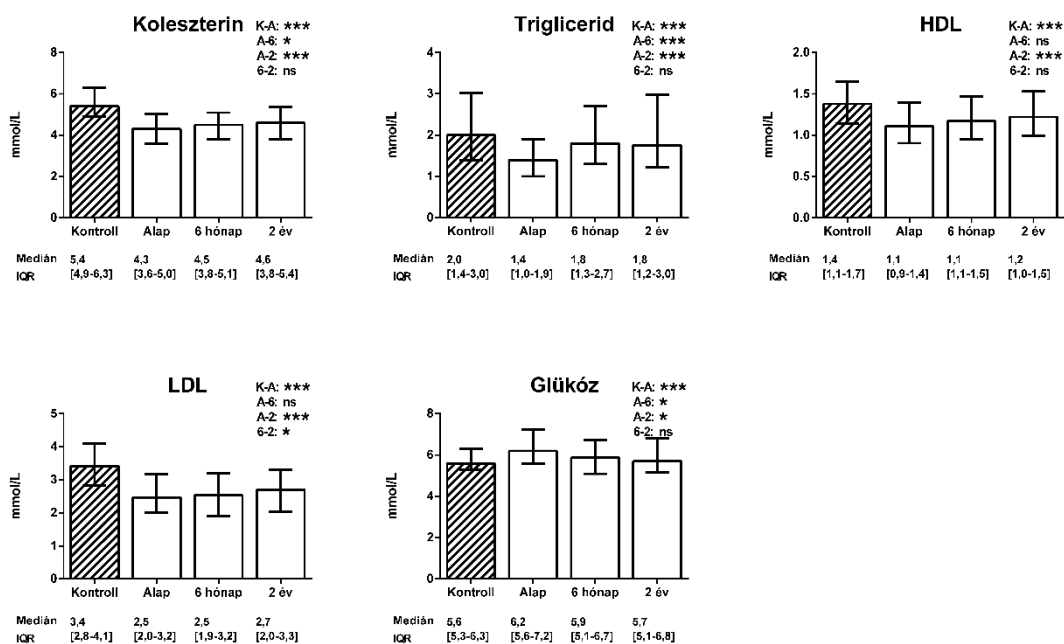 Koleszterin
K-A: ***
A-6: *
A-2: ***
6-2: ns
mmol/L
8
6
4
2
0
Kontroll Alap 6 hónap 2 év
Medián 5,4 4,3 4,5 4,6
IQR [4,9-6,3] [3,6-5,0] [3,8-5,1] [3,8-5,4]
Triglicerid
K-A: ***
A-6: ***
A-2: ***
6-2: ns
mmol/L
4
3
2
1
0
Kontroll Alap 6 hónap 2 év
Medián 2,0 1,4 1,8 1,8
IQR [1,4-3,0] [1,0-1,9] [1,3-2,7] [1,2-3,0]
HDL
K-A: ***
A-6: ns
A-2: ***
6-2: ns
mmol/L
2.0
1.5
1.0
0.5
0.0
Kontroll Alap 6 hónap 2 év
Medián 1,4 1,1 1,1 1,2
IQR [1,1-1,7] [0,9-1,4] [1,1-1,5] [1,0-1,5]
LDL
K-A: ***
A-6: ns
A-2: ***
6-2: *
mmol/L
5
4
3
2
1
0
Kontroll Alap 6 hónap 2 év
Medián 3,4 2,5 2,5 2,7
IQR [2,8-4,1] [2,0-3,2] [1,9-3,2] [2,0-3,3]
Glükóz
K-A: ***
A-6: *
A-2: *
6-2: ns
mmol/L
8
6
4
2
0
Kontroll Alap 6 hónap 2 év
Medián 5,6 6,2 5,9 5,7
IQR [5,3-6,3] [5,6-7,2] [5,1-6,7] [5,1-6,8]